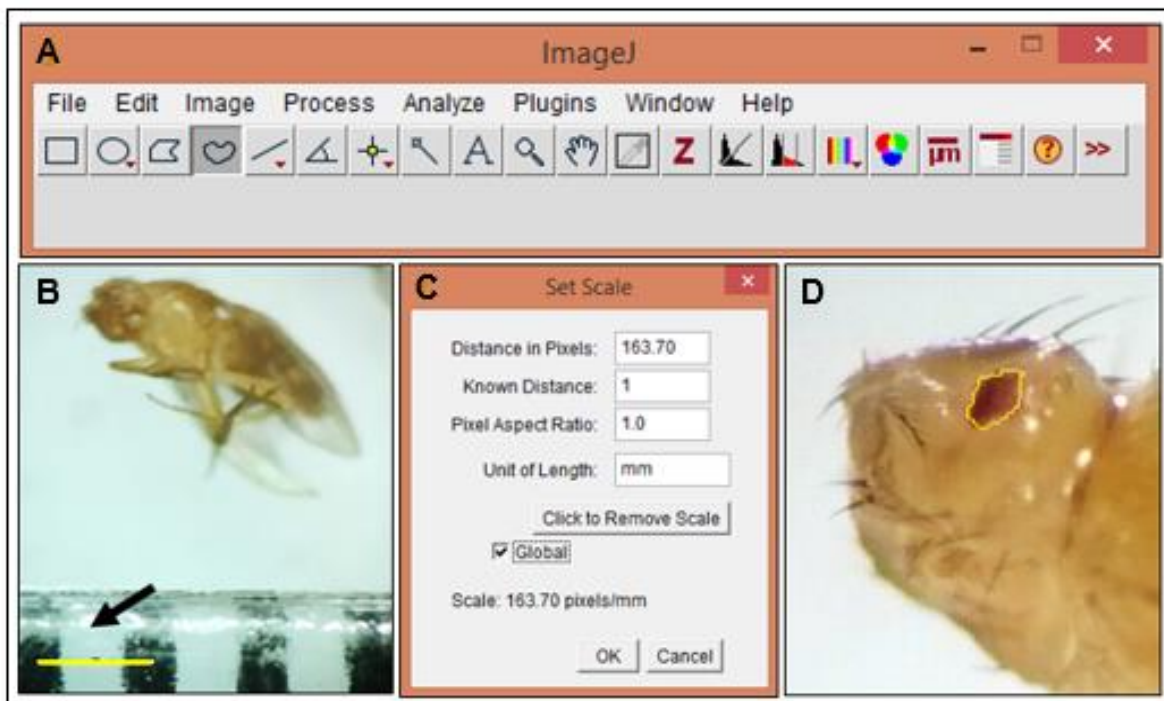 A
ImageJ
File Edit Image Process Analyze Plugins Window Help
A Z µm ? >>
B
C
Set Scale
Distance in Pixels: 163.70
Known Distance: 1
Pixel Aspect Ratio: 1.0
Unit of Length: mm
Click to Remove Scale
Global
Scale: 163.70 pixels/mm
OK Cancel
D